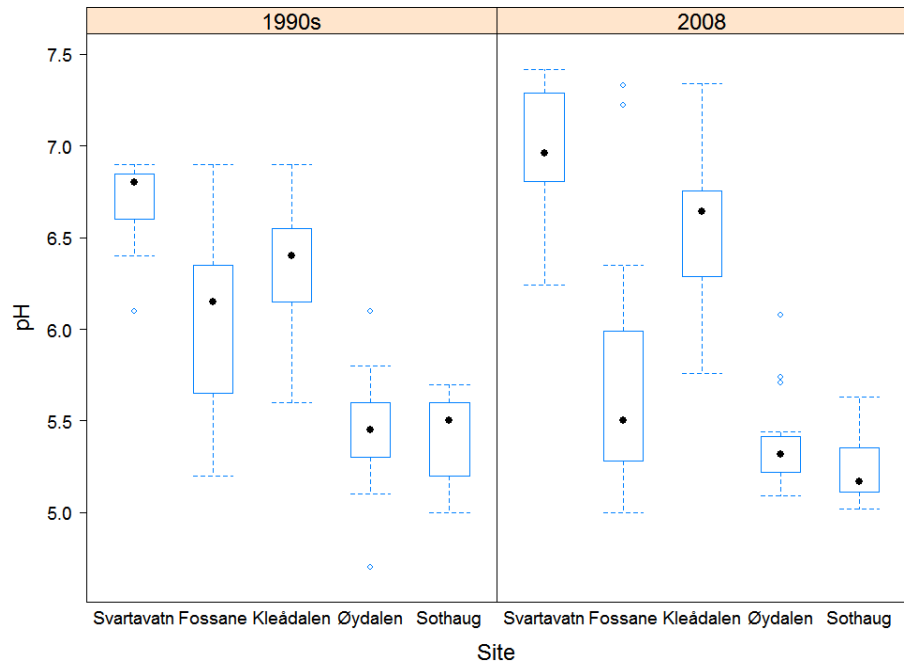 1990s 2008
7.5
7.0
6.5
6.0
5.5
5.0
pH
Svartavatn Fossane Kleådalen Øydalen Sothaug Svartavatn Fossane Kleådalen Øydalen Sothaug
Site